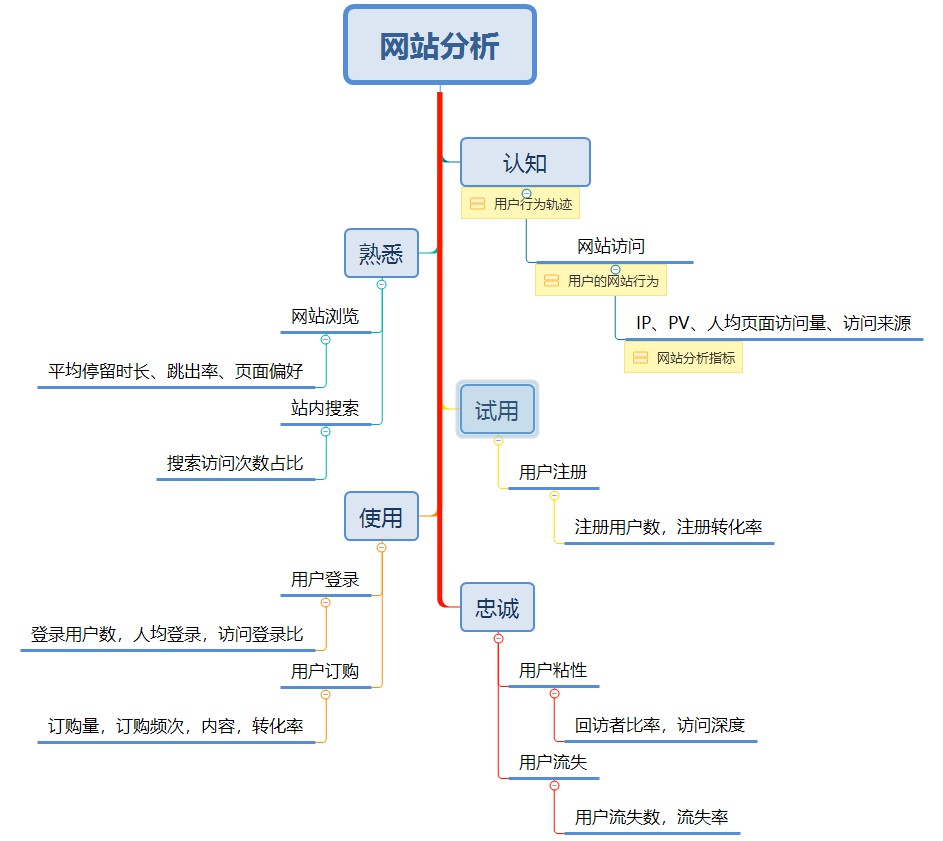 网站分析
认知
用户行为轨迹
网站访问
用户的网站行为
IP、PV、人均页面访问量、访问来源
网站分析指标
熟悉
网站浏览
平均停留时长、跳出率、页面偏好
站内搜索
搜索访问次数占比
试用
用户注册
注册用户数，注册转化率
使用
用户登录
登录用户数，人均登录，访问登录比
用户订购
订购量，订购频次，内容，转化率
忠诚
用户粘性
回访者比率，访问深度
用户流失
用户流失数，流失率